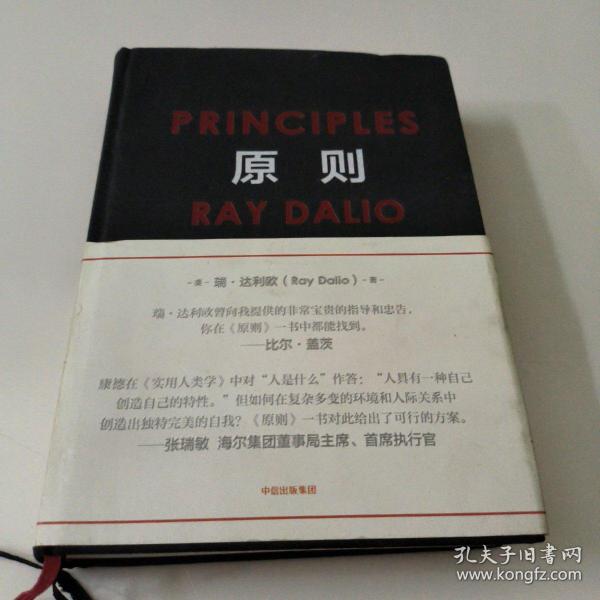 PRINCIPLES
原则
RAY DALIO
-美- 瑞·达利欧(Ray Dalio) -著-
瑞·达利欧曾向我提供的非常宝贵的指导和忠告，
你在《原则》一书中都能找到。
——比尔·盖茨
康德在《实用人类学》中对“人是什么”作答：“人具有一种自己
创造自己的特性。”但如何在复杂多变的环境和人际关系中
创造出独特完美的自我？《原则》一书对此给出了可行的方案。
——张瑞敏 海尔集团董事局主席、首席执行官
中信出版集团
孔夫子旧书网
www.kongfz.com